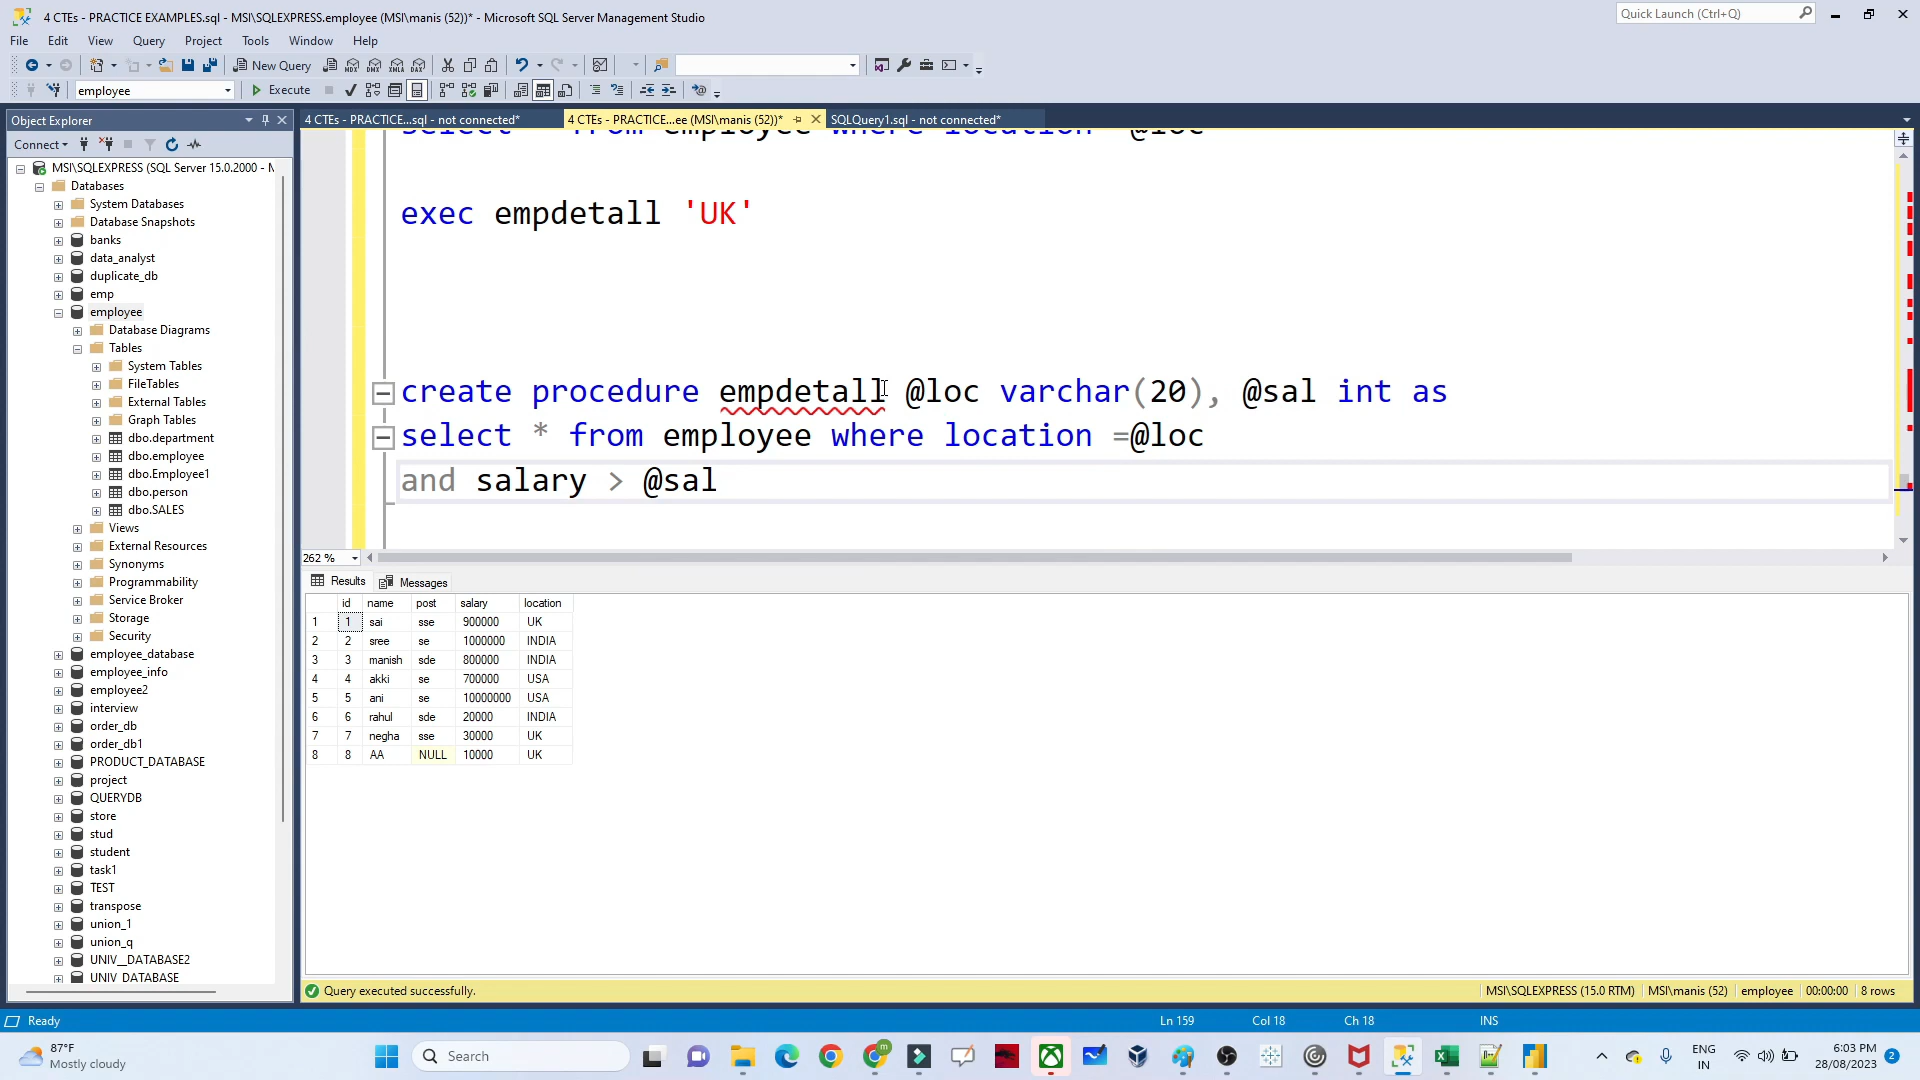 4 CTEs - PRACTICE EXAMPLES.sql - MSI\SQLEXPRESS.employee (MSI\manis (52))* - Microsoft SQL Server Management Studio
Quick Launch (Ctrl+Q)
File Edit View Query Project Tools Window Help
New Query MDX DMX XMLA DAX
employee Execute
Object Explorer
4 CTEs - PRACTICE...sql - not connected*
4 CTEs - PRACTICE...ee (MSI\manis (52))*
SQLQuery1.sql - not connected*
Connect
MSI\SQLEXPRESS (SQL Server 15.0.2000 - M
Databases
System Databases
Database Snapshots
banks
data_analyst
duplicate_db
emp
employee
Database Diagrams
Tables
System Tables
FileTables
External Tables
Graph Tables
dbo.department
dbo.employee
dbo.Employee1
dbo.person
dbo.SALES
Views
External Resources
Synonyms
Programmability
Service Broker
Storage
Security
employee_database
employee_info
employee2
interview
order_db
order_db1
PRODUCT_DATABASE
project
QUERYDB
store
stud
student
task1
TEST
transpose
union_1
union_q
UNIV__DATABASE2
UNIV_DATABASE
select * from employee where location =@loc
exec empdetall 'UK'
create procedure empdetall @loc varchar(20), @sal int as
select * from employee where location =@loc
and salary > @sal
262 %
Results Messages
id name post salary location
1 1 sai sse 900000 UK
2 2 sree se 1000000 INDIA
3 3 manish sde 800000 INDIA
4 4 akki se 700000 USA
5 5 ani se 10000000 USA
6 6 rahul sde 20000 INDIA
7 7 negha sse 30000 UK
8 8 AA NULL 10000 UK
Query executed successfully.
MSI\SQLEXPRESS (15.0 RTM) MSI\manis (52) employee 00:00:00 8 rows
Ready Ln 159 Col 18 Ch 18 INS
87°F
Mostly cloudy
Search
m
ENG
IN
6:03 PM
28/08/2023
2